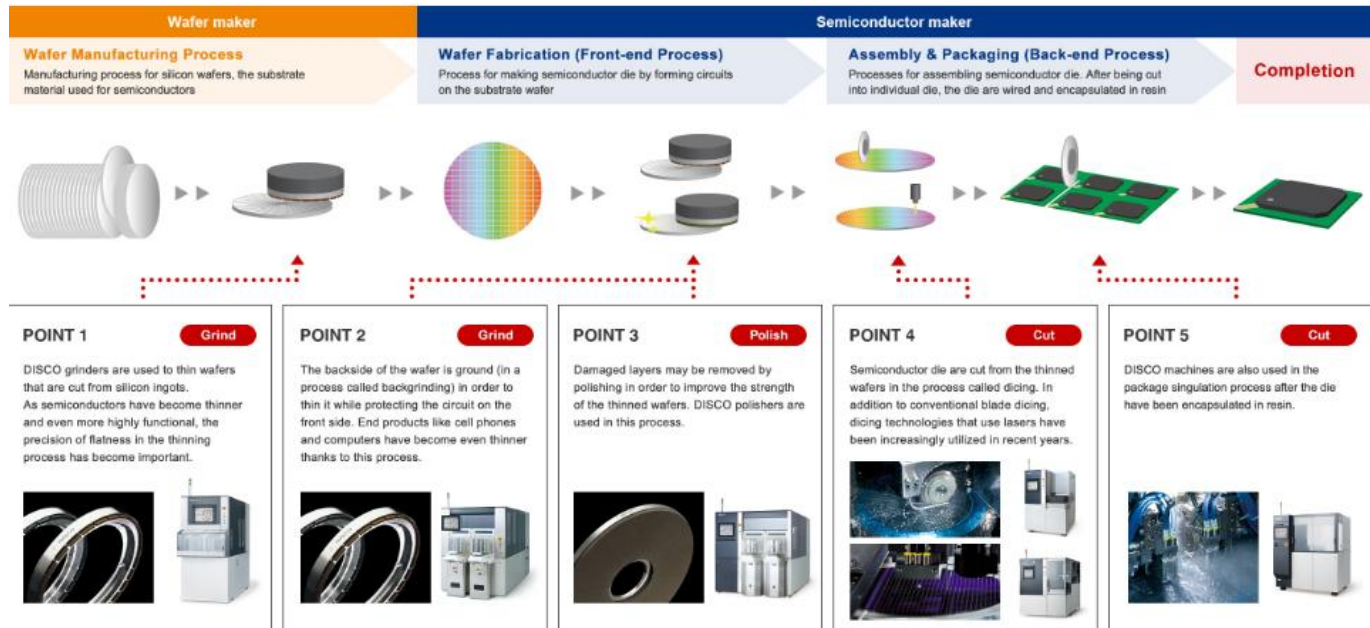 Wafer maker
Semiconductor maker
Wafer Manufacturing Process
Manufacturing process for silicon wafers, the substrate
material used for semiconductors
Wafer Fabrication (Front-end Process)
Process for making semiconductor die by forming circuits
on the substrate wafer
Assembly & Packaging (Back-end Process)
Processes for assembling semiconductor die. After being cut
into individual die, the die are wired and encapsulated in resin
Completion
POINT 1
Grind
DISCO grinders are used to thin wafers
that are cut from silicon ingots.
As semiconductors have become thinner
and even more highly functional, the
precision of flatness in the thinning
process has become important.
POINT 2
Grind
The backside of the wafer is ground (in a
process called backgrinding) in order to
thin it while protecting the circuit on the
front side. End products like cell phones
and computers have become even thinner
thanks to this process.
POINT 3
Polish
Damaged layers may be removed by
polishing in order to improve the strength
of the thinned wafers. DISCO polishers are
used in this process.
POINT 4
Cut
Semiconductor die are cut from the thinned
wafers in the process called dicing. In
addition to conventional blade dicing,
dicing technologies that use lasers have
been increasingly utilized in recent years.
POINT 5
Cut
DISCO machines are also used in the
package singulation process after the die
have been encapsulated in resin.